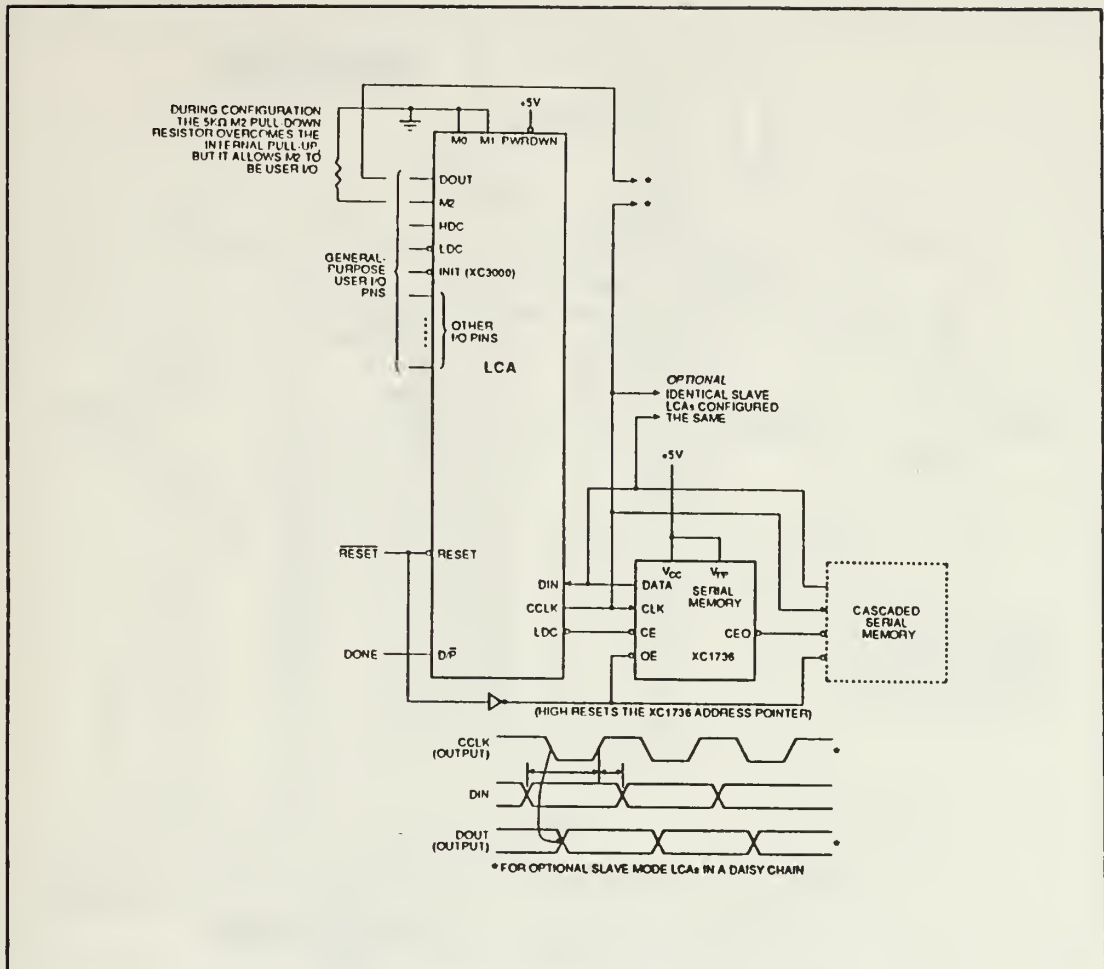 DURING CONFIGURATION
THE 5KΩ M2 PULL-DOWN
RESISTOR OVERCOMES THE
INTERNAL PULL-UP,
BUT IT ALLOWS M2 TO
BE USER I/O
+5V
M0 M1 PWRDWN
DOUT
M2
HDC
LDC
INIT (XC3000)
GENERAL-
PURPOSE
USER I/O
PINS
OTHER
I/O PINS
LCA
*
*
OPTIONAL
IDENTICAL SLAVE
LCAs CONFIGURED
THE SAME
+5V
RESET
RESET
DIN
CCLK
LDC
DONE
D/P
VCC VPP
DATA
SERIAL
MEMORY
CLK
CE
CEO
OE
XC1736
CASCADED
SERIAL
MEMORY
(HIGH RESETS THE XC1736 ADDRESS POINTER)
CCLK
(OUTPUT)
*
DIN
DOUT
(OUTPUT)
*
* FOR OPTIONAL SLAVE MODE LCAs IN A DAISY CHAIN